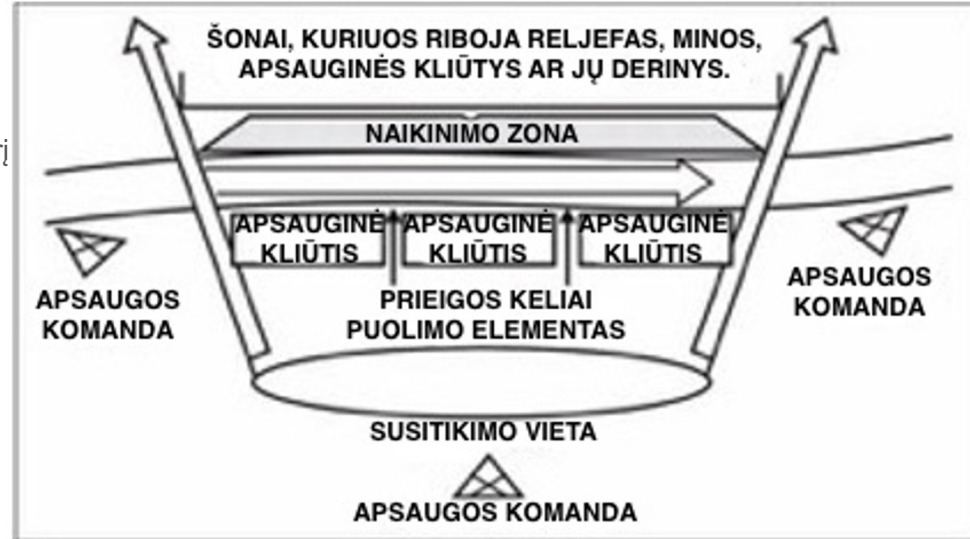 ŠONAI, KURIUOS RIBOJA RELJEFAS, MINOS,
APSAUGINĖS KLIŪTYS AR JŲ DERINYS.
NAIKINIMO ZONA
APSAUGINĖ
KLIŪTIS
APSAUGINĖ
KLIŪTIS
APSAUGINĖ
KLIŪTIS
APSAUGOS
KOMANDA
PRIEIGOS KELIAI
PUOLIMO ELEMENTAS
APSAUGOS
KOMANDA
SUSITIKIMO VIETA
APSAUGOS KOMANDA